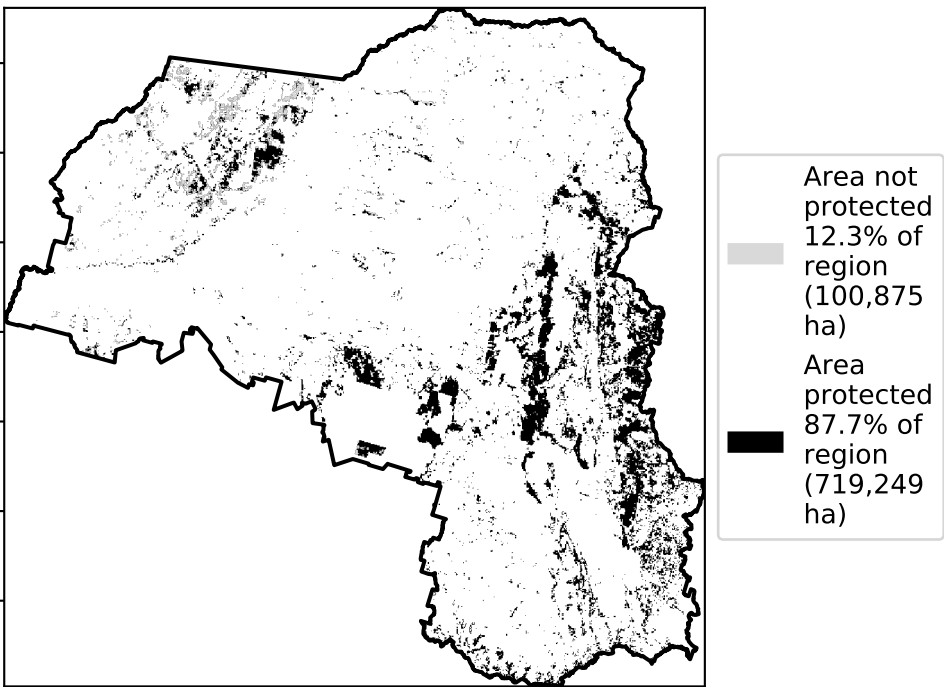 Area not
protected
12.3% of
region
(100,875
ha)
Area
protected
87.7% of
region
(719,249
ha)